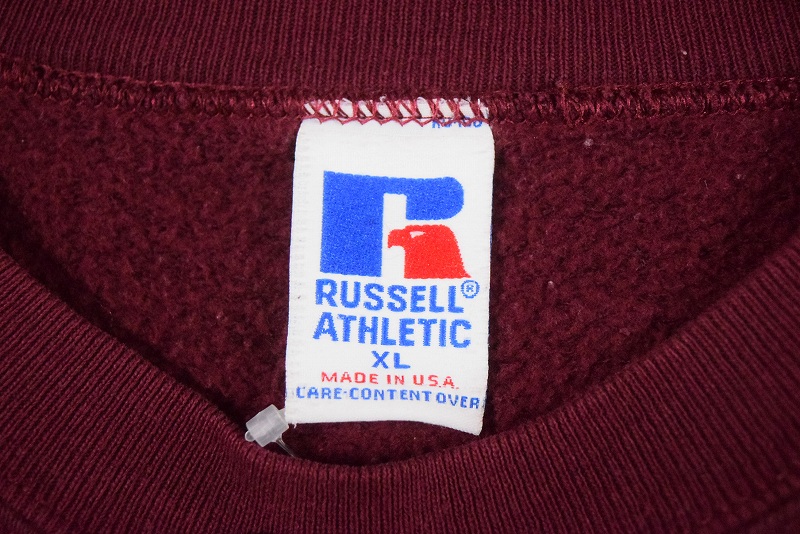 RUSSELL®
ATHLETIC
XL
MADE IN U.S.A.
CARE-CONTENT OVER